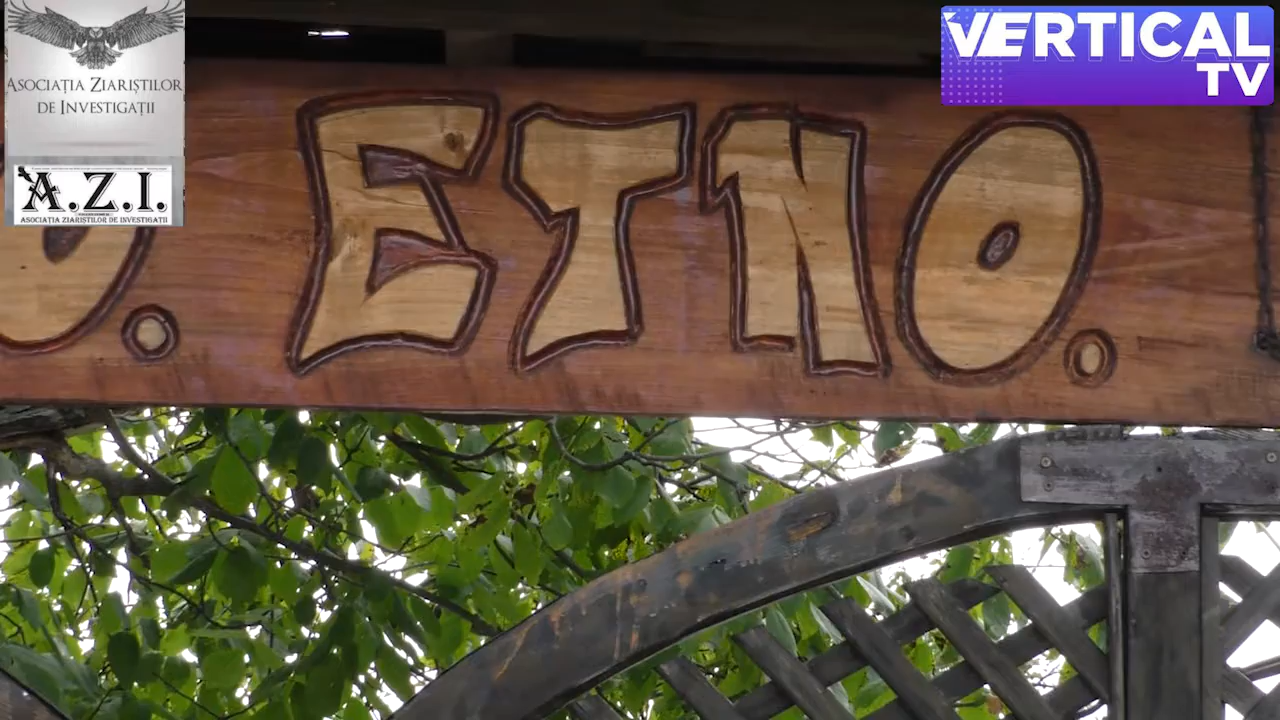 ASOCIAȚIA ZIARIȘTILOR
DE INVESTIGAȚII
A.Z.I.
ASOCIAȚIA ZIARIȘTILOR DE INVESTIGAȚII
VERTICAL
TV
. ETNO.